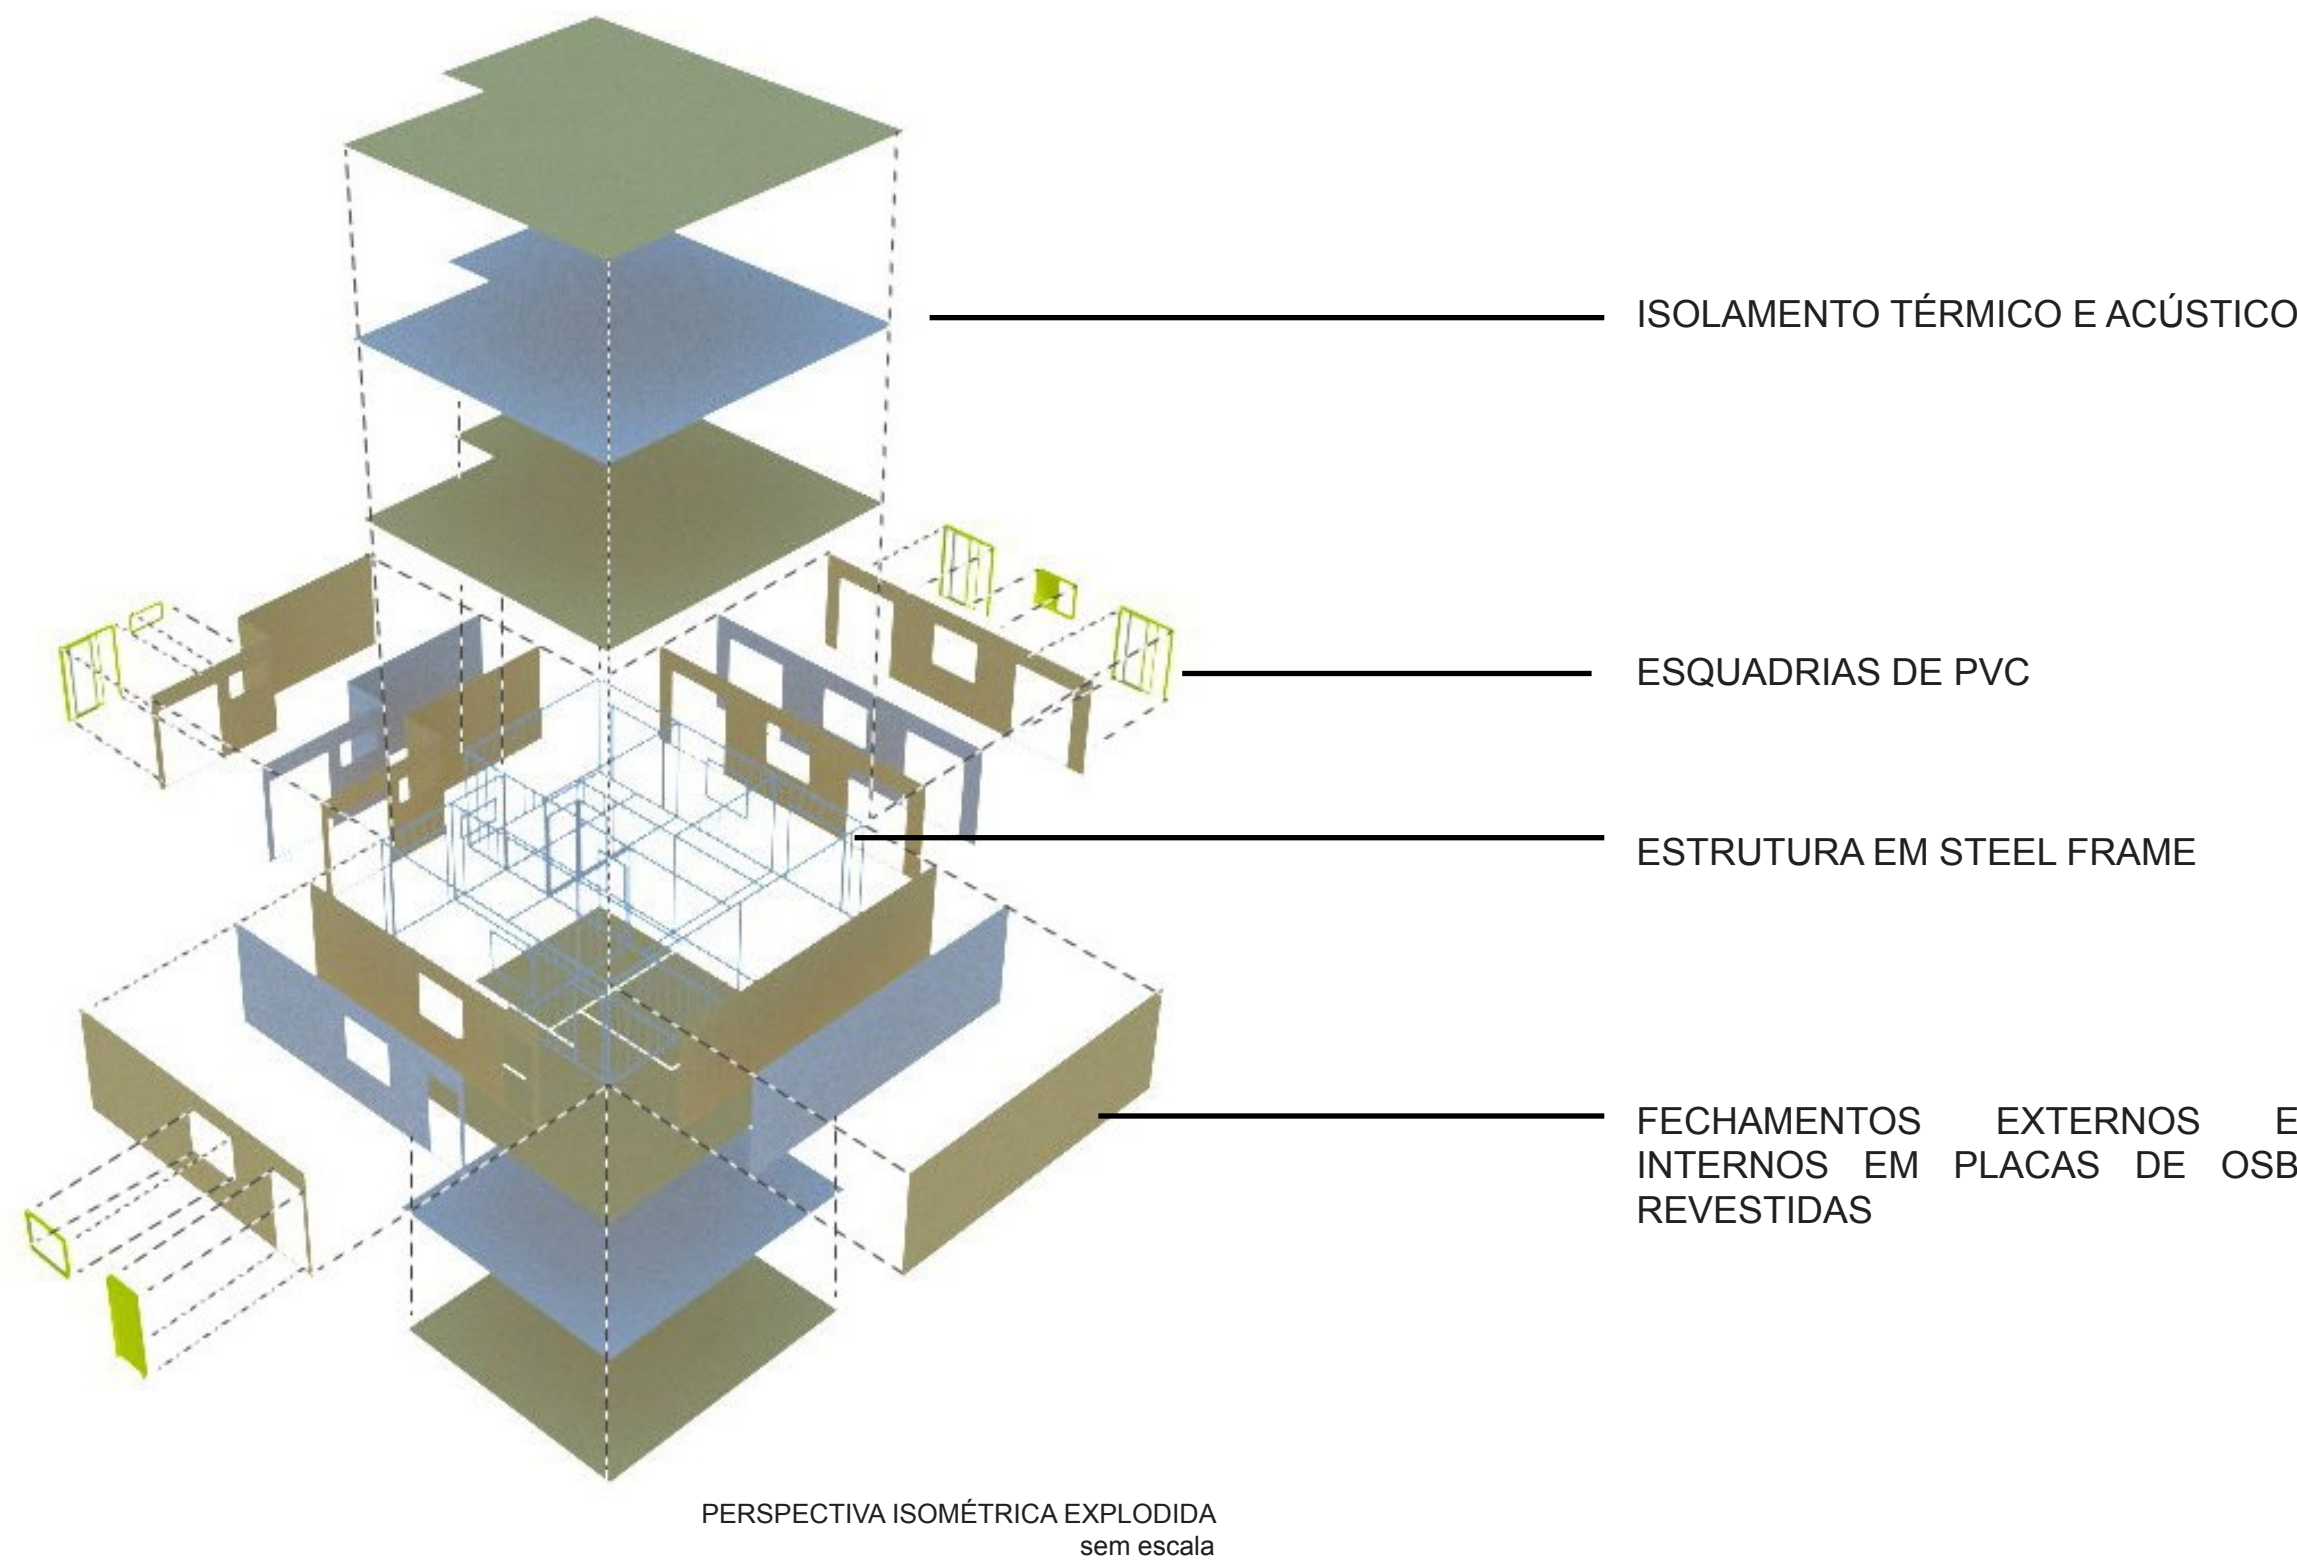 ISOLAMENTO TÉRMICO E ACÚSTICO
ESQUADRIAS DE PVC
ESTRUTURA EM STEEL FRAME
FECHAMENTOS EXTERNOS E
INTERNOS EM PLACAS DE OSB
REVESTIDAS
PERSPECTIVA ISOMÉTRICA EXPLODIDA
sem escala